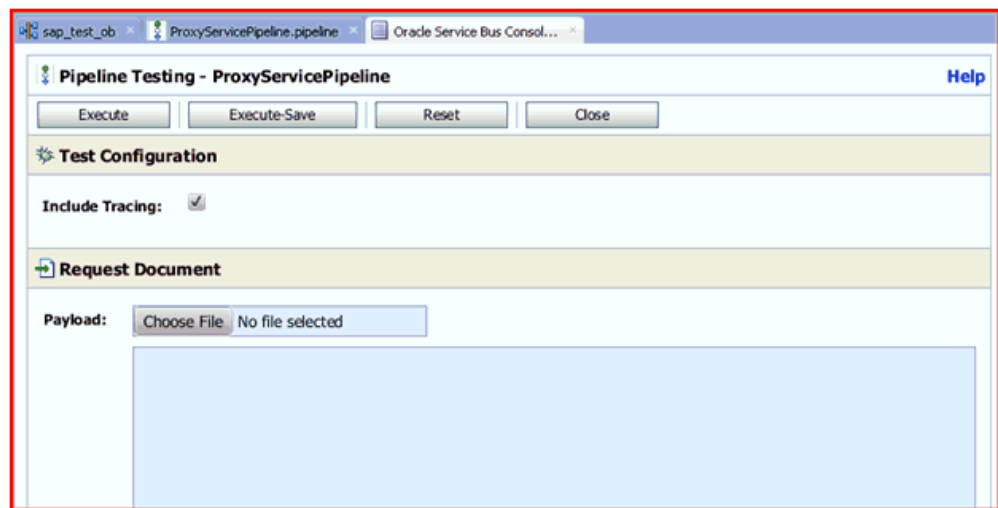 sap_test_ob ProxyServicePipeline.pipeline Oracle Service Bus Consol...
Pipeline Testing - ProxyServicePipeline Help
Execute Execute-Save Reset Close
Test Configuration
Include Tracing:
Request Document
Payload: Choose File No file selected